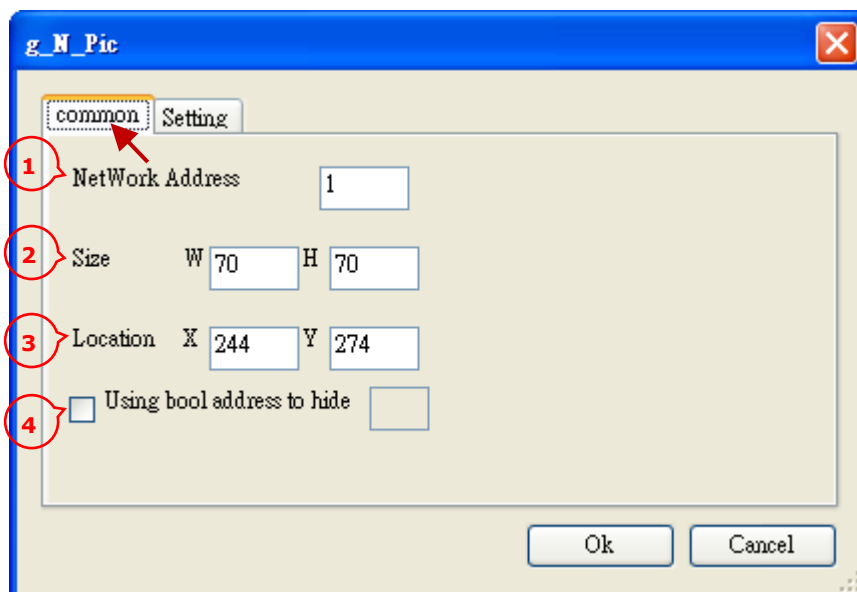 g_N_Pic
common Setting
1 NetWork Address 1
2 Size W 70 H 70
3 Location X 244 Y 274
4 Using bool address to hide
Ok Cancel